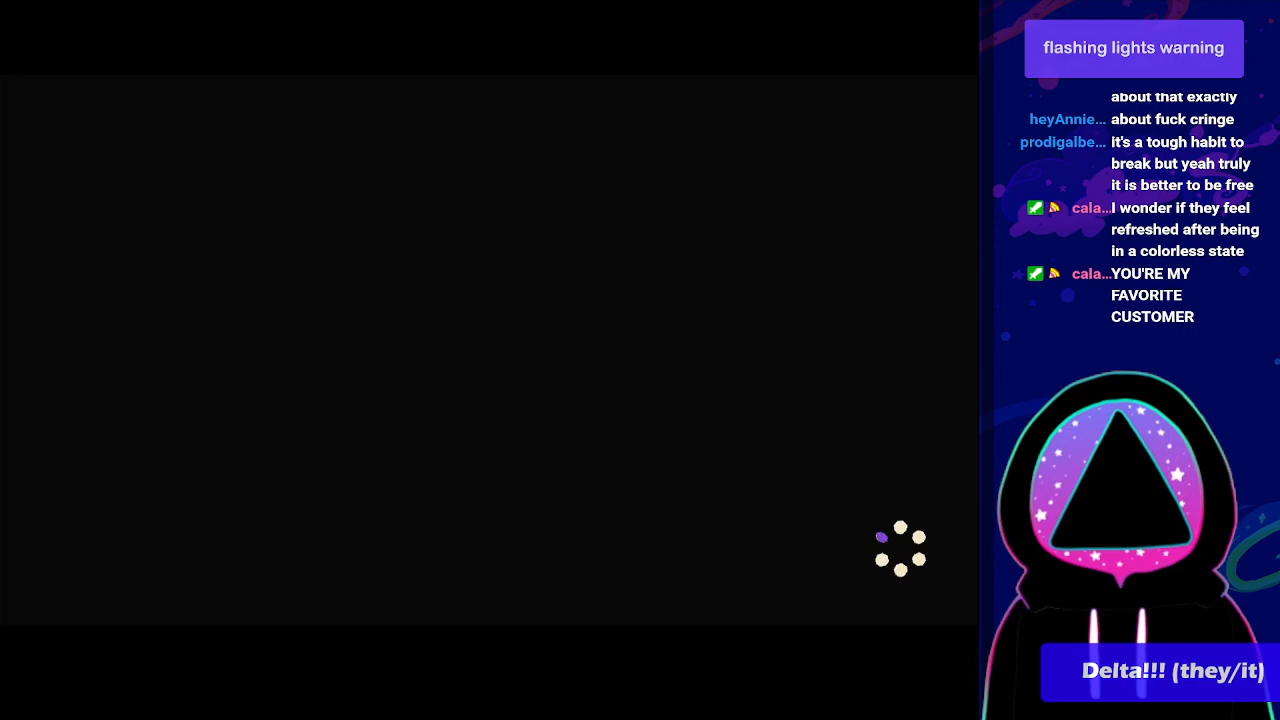 flashing lights warning
about that exactly
heyAnnie... about fuck cringe
prodigalbe... it's a tough habit to
break but yeah truly
it is better to be free
cala... I wonder if they feel
refreshed after being
in a colorless state
cala... YOU'RE MY
FAVORITE
CUSTOMER
Delta!!! (they/it)